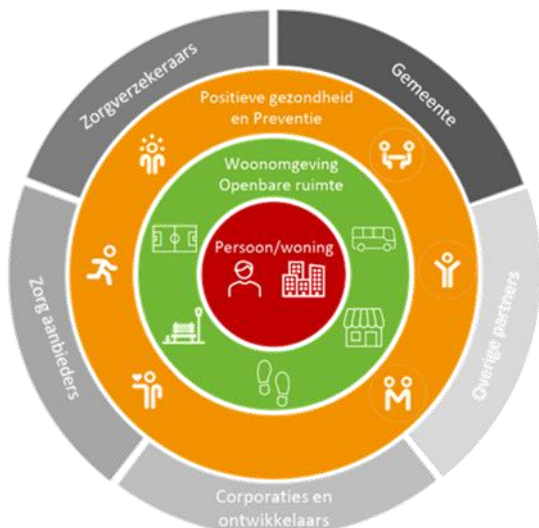 Zorgverzekeraars
Gemeente
Positieve gezondheid
en Preventie
Woonomgeving
Openbare ruimte
Persoon/woning
Zorg aanbieders
Overige partners
Corporaties en
ontwikkelaars